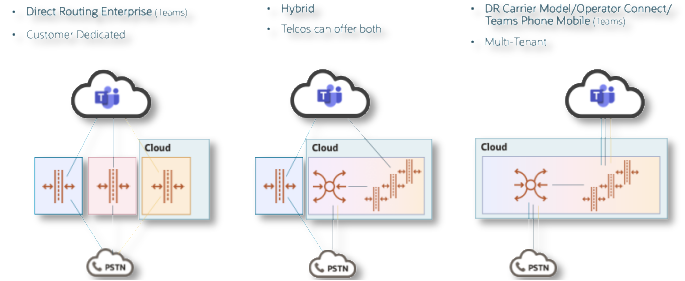 • Direct Routing Enterprise (Teams)
• Customer Dedicated
• Hybrid
• Telcos can offer both
• DR Carrier Model/Operator Connect/
Teams Phone Mobile (Teams)
• Multi-Tenant
T
T
T
Cloud
Cloud
Cloud
PSTN
PSTN
PSTN